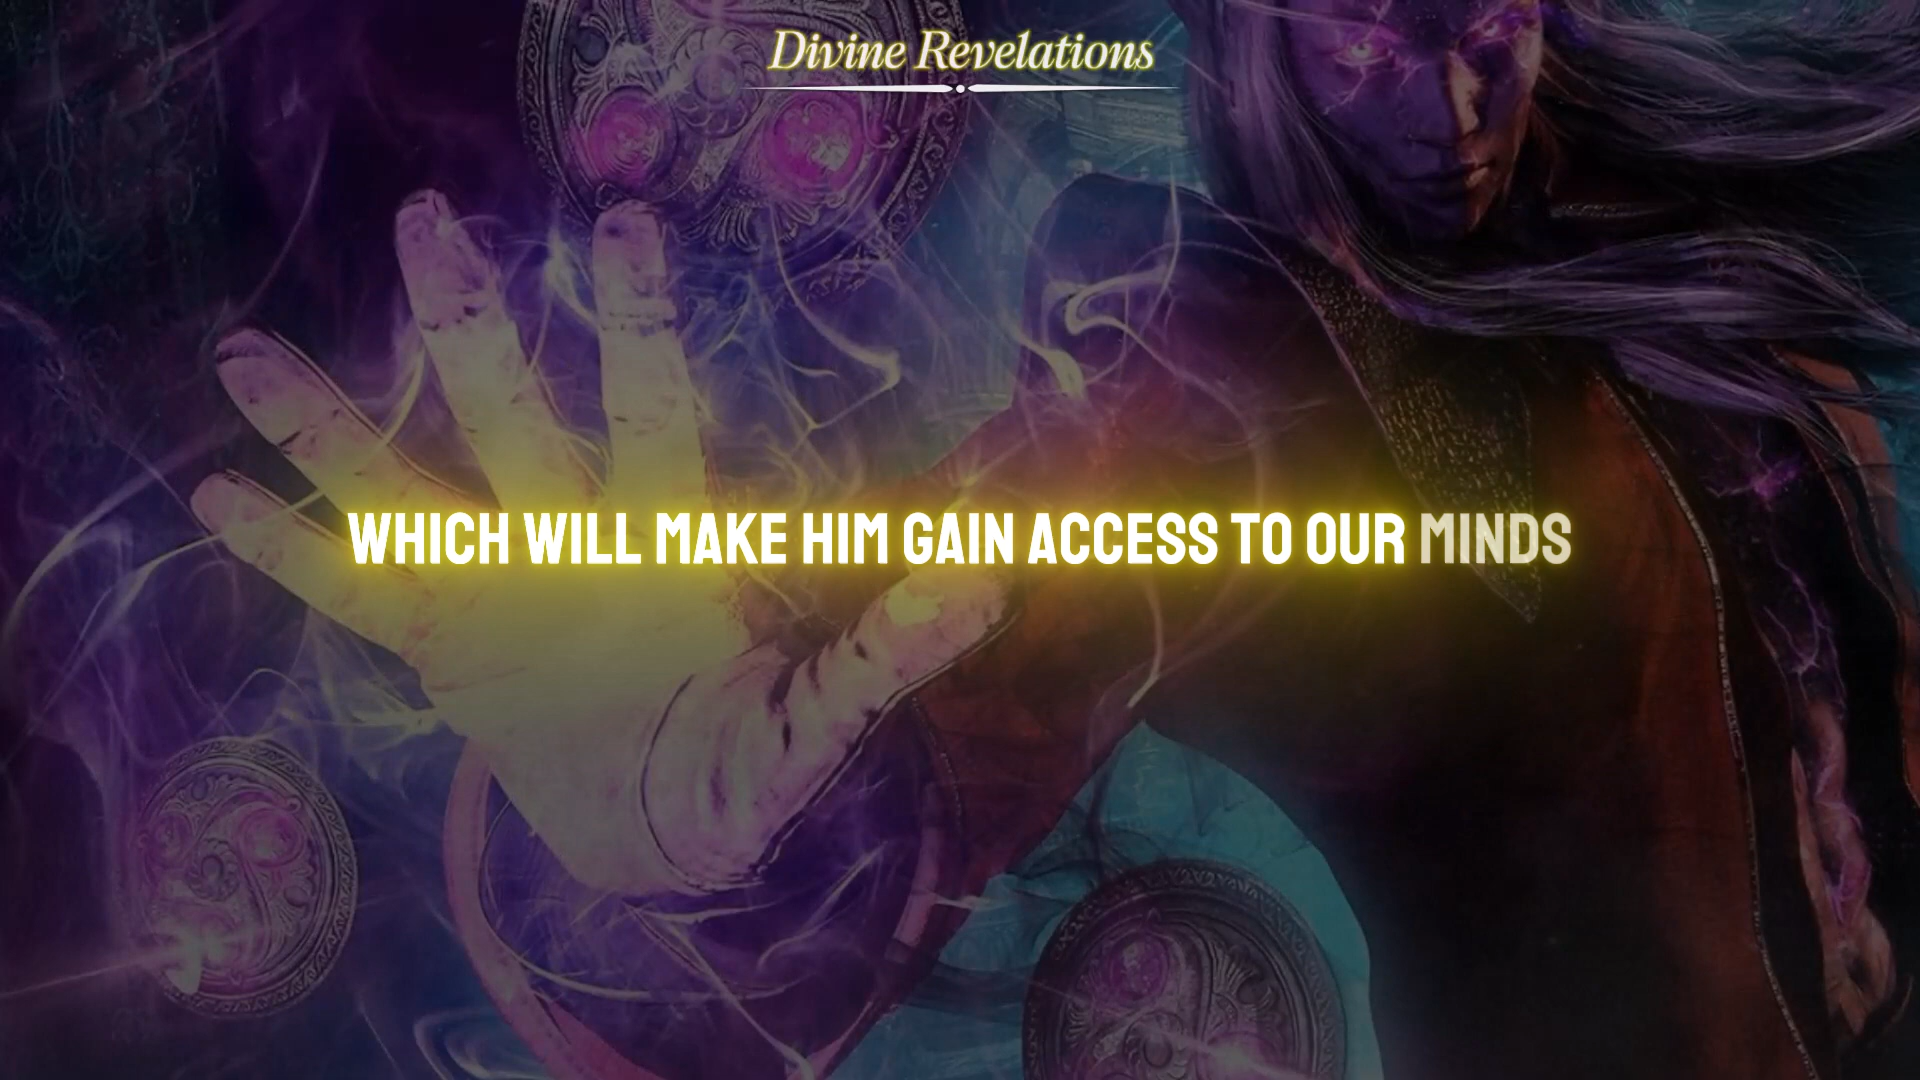 Divine Revelations
WHICH WILL MAKE HIM GAIN ACCESS TO OUR MINDS